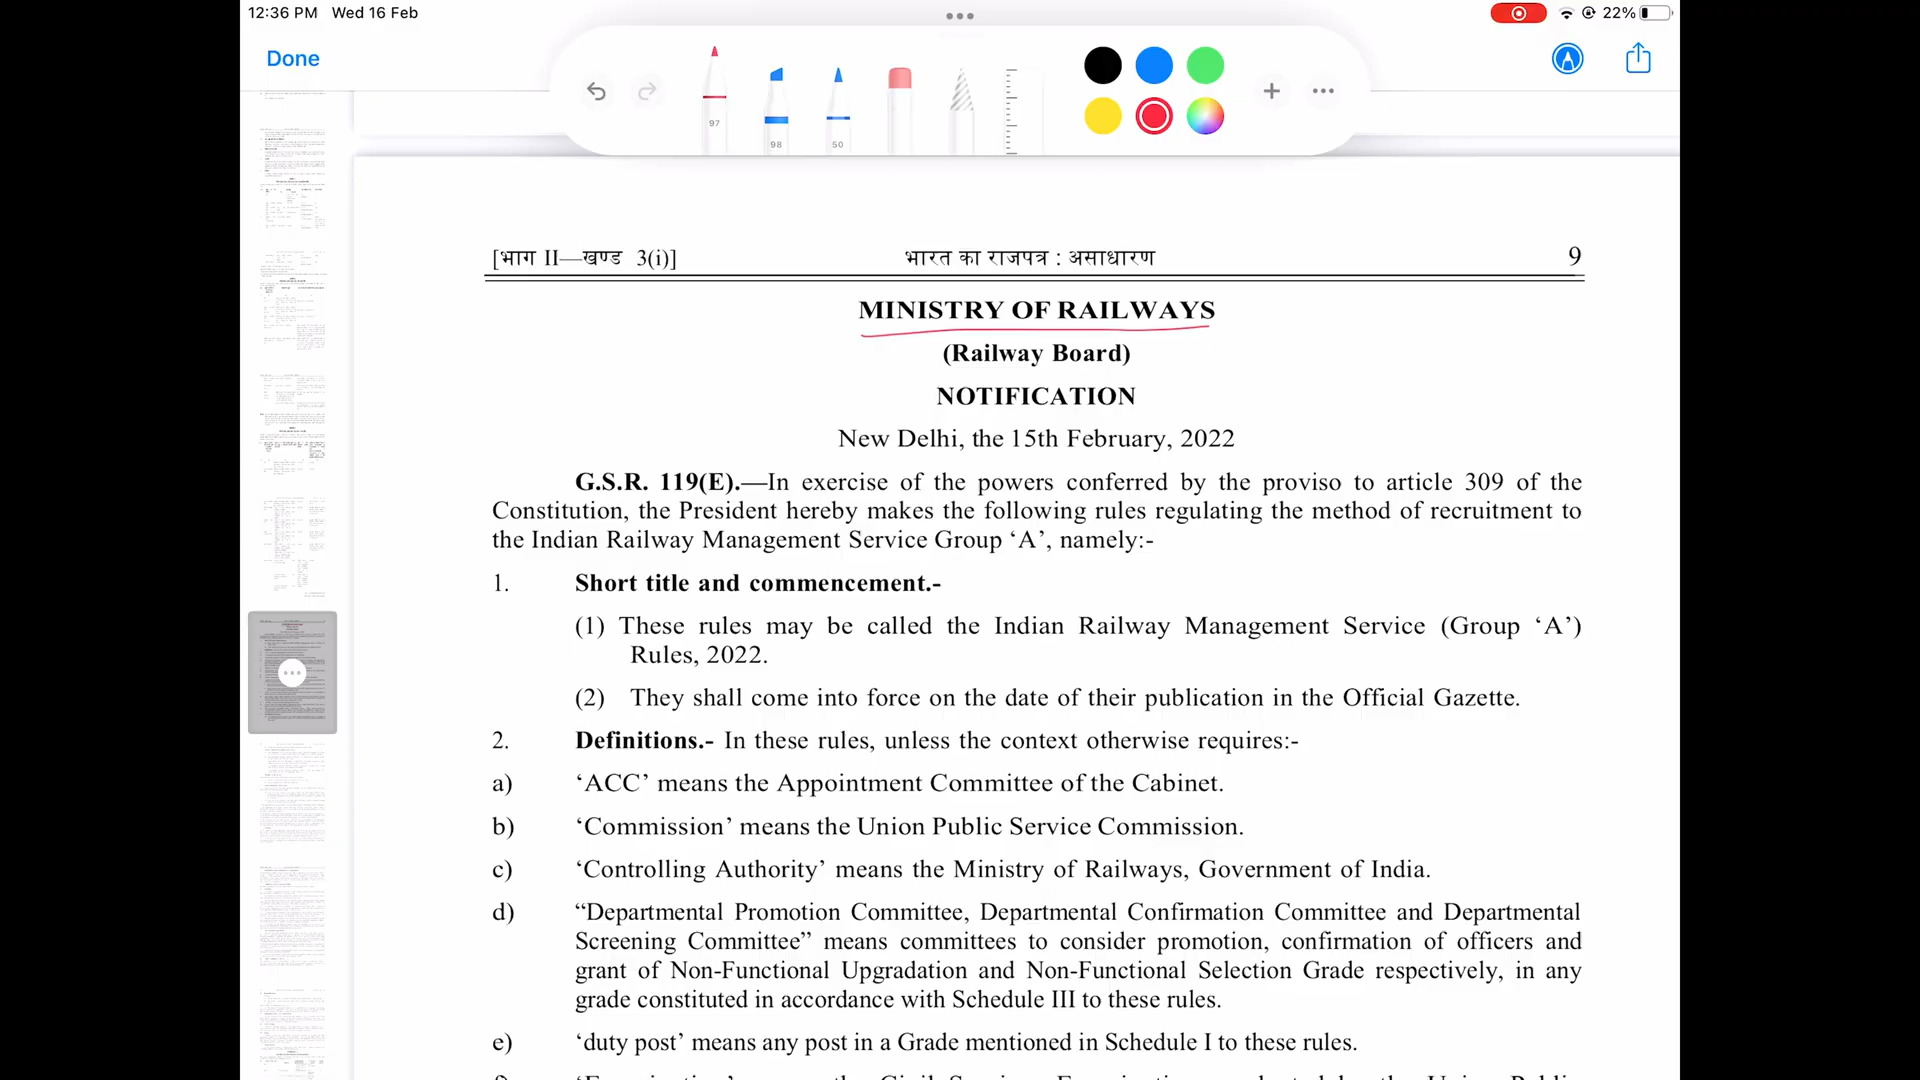 12:36 PM Wed 16 Feb
22%
Done
97
98
50
[भाग II—खण्ड 3(i)] भारत का राजपत्र : असाधारण 9
MINISTRY OF RAILWAYS
(Railway Board)
NOTIFICATION
New Delhi, the 15th February, 2022
G.S.R. 119(E).—In exercise of the powers conferred by the proviso to article 309 of the
Constitution, the President hereby makes the following rules regulating the method of recruitment to
the Indian Railway Management Service Group ‘A’, namely:-
1. Short title and commencement.-
(1) These rules may be called the Indian Railway Management Service (Group ‘A’)
Rules, 2022.
(2) They shall come into force on the date of their publication in the Official Gazette.
2. Definitions.- In these rules, unless the context otherwise requires:-
a) ‘ACC’ means the Appointment Committee of the Cabinet.
b) ‘Commission’ means the Union Public Service Commission.
c) ‘Controlling Authority’ means the Ministry of Railways, Government of India.
d) “Departmental Promotion Committee, Departmental Confirmation Committee and Departmental
Screening Committee” means committees to consider promotion, confirmation of officers and
grant of Non-Functional Upgradation and Non-Functional Selection Grade respectively, in any
grade constituted in accordance with Schedule III to these rules.
e) ‘duty post’ means any post in a Grade mentioned in Schedule I to these rules.